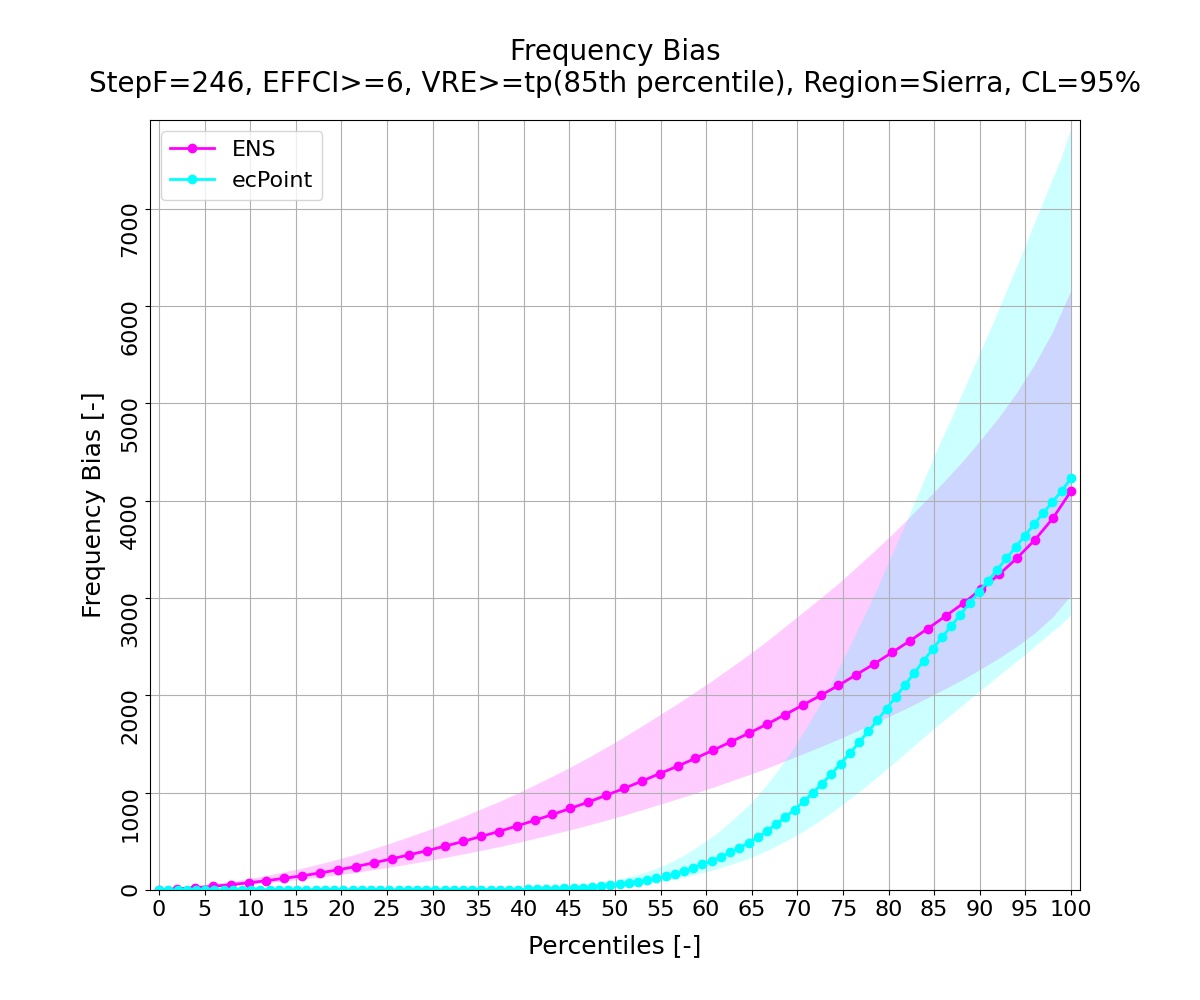 Frequency Bias
StepF=246, EFFCI>=6, VRE>=tp(85th percentile), Region=Sierra, CL=95%
ENS
ecPoint
Frequency Bias [-]
7000
6000
5000
4000
3000
2000
1000
0
0 5 10 15 20 25 30 35 40 45 50 55 60 65 70 75 80 85 90 95 100
Percentiles [-]